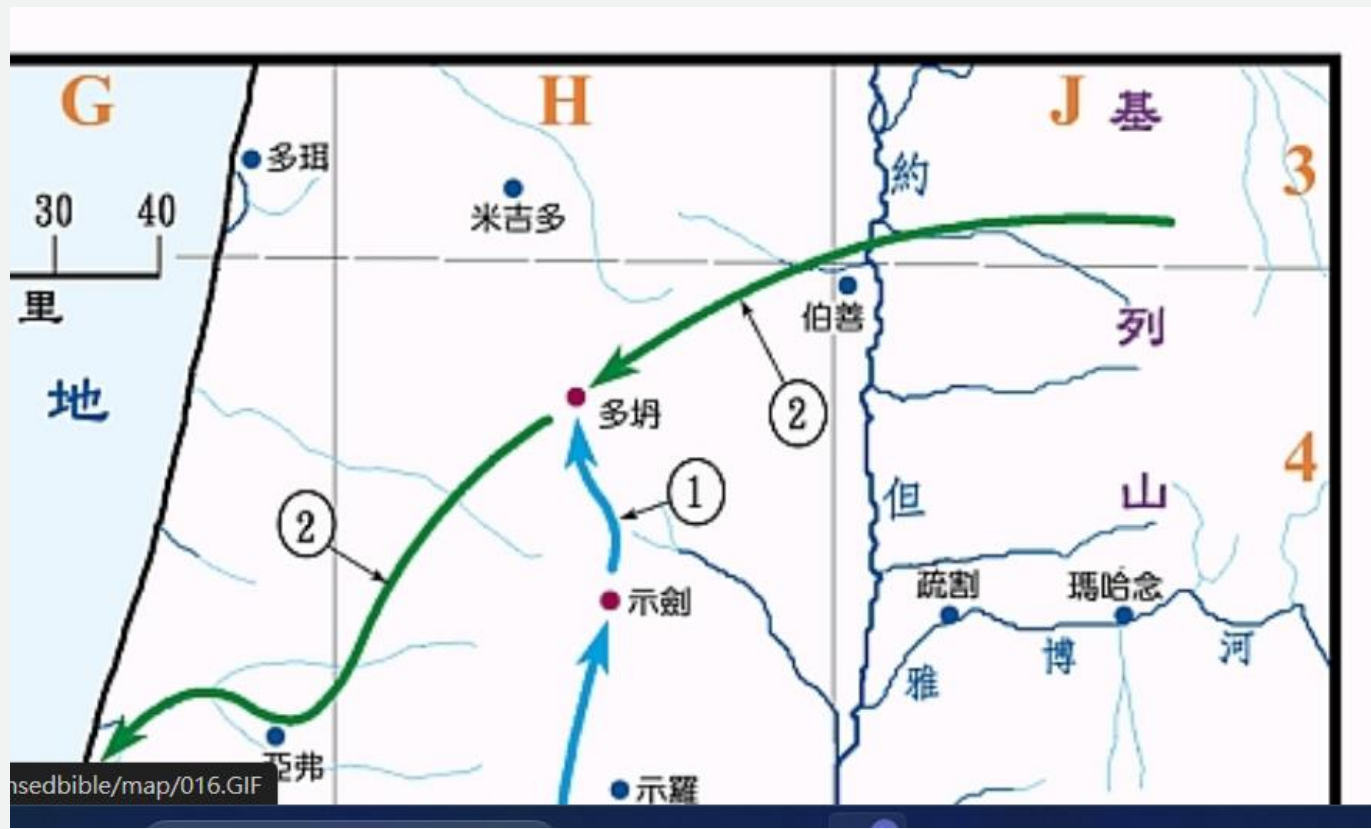 G
H
J
基
3
多珥
約
30
40
米吉多
里
伯善
列
地
多坍
2
4
1
山
2
但
示劍
疏割
瑪哈念
博
河
雅
亞弗
nsedbible/map/016.GIF
示羅